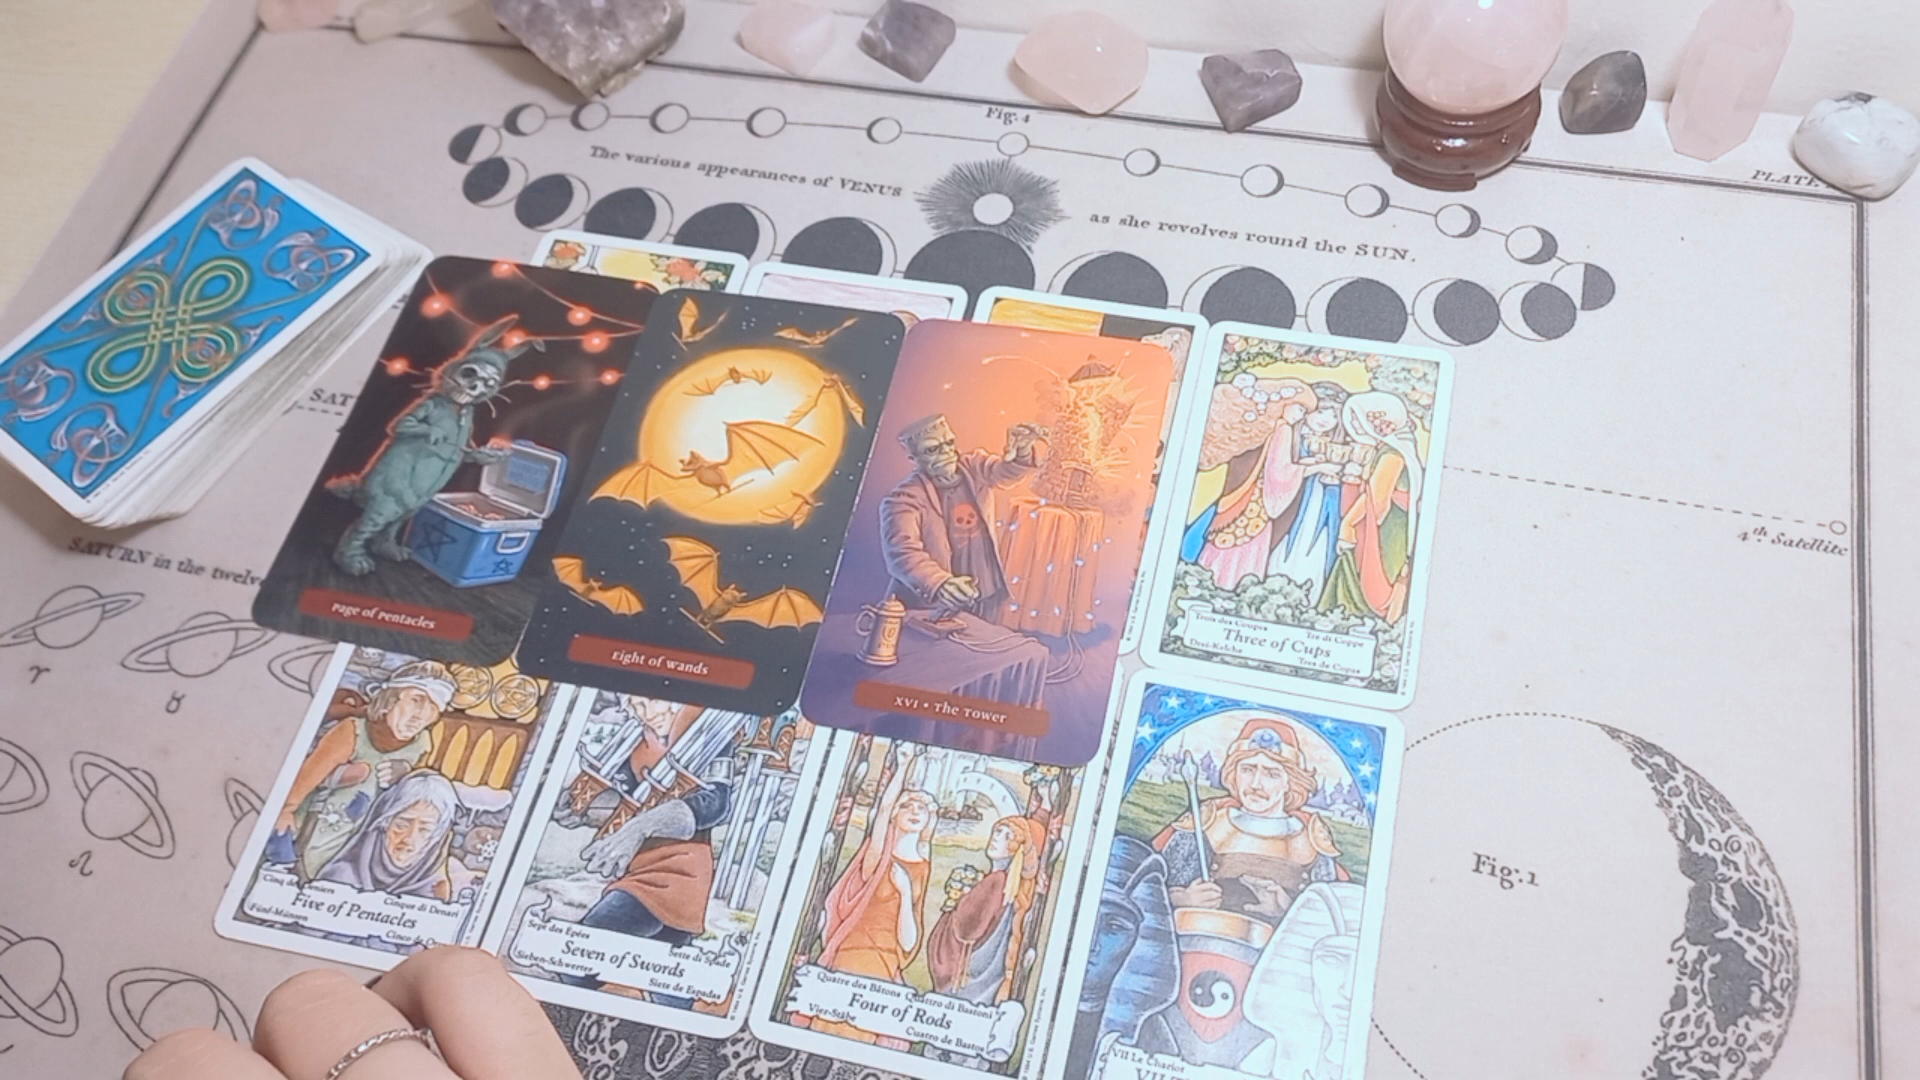 Fig. 4
The various appearances of VENUS
as she revolves round the SUN.
PLATE
SAT
4th Satellite
SATURN in the twelve
Page of Pentacles
Eight of Wands
XVI • The Tower
Trois des Coupes
Tre di Coppe
Three of Cups
Drei-Kelche
Tres de Copas
Fig. 1
Cinq de Deniers
Cinque di Denari
Five of Pentacles
Fünf-Münzen
Cinco de O
Sept des Épées
Sette di Spade
Seven of Swords
Sieben-Schwerter
Siete de Espadas
Quatre des Bâtons
Quattro di Bastoni
Four of Rods
Vier-Stäbe
Cuatro de Bastos
VII Le Chariot